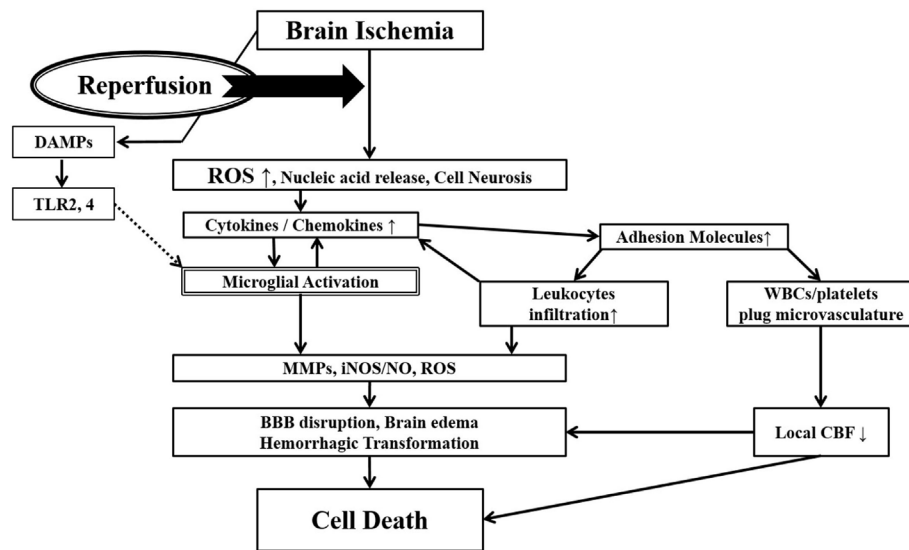 Brain Ischemia
Reperfusion
DAMPs
ROS ↑, Nucleic acid release, Cell Neurosis
TLR2, 4
Cytokines / Chemokines ↑
Adhesion Molecules↑
Microglial Activation
Leukocytes
infiltration↑
WBCs/platelets
plug microvasculature
MMPs, iNOS/NO, ROS
BBB disruption, Brain edema
Hemorrhagic Transformation
Local CBF ↓
Cell Death